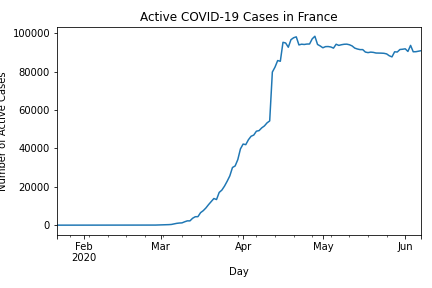 Active COVID-19 Cases in France
Number of Active Cases
100000
80000
60000
40000
20000
0
Feb Mar Apr May Jun
2020
Day